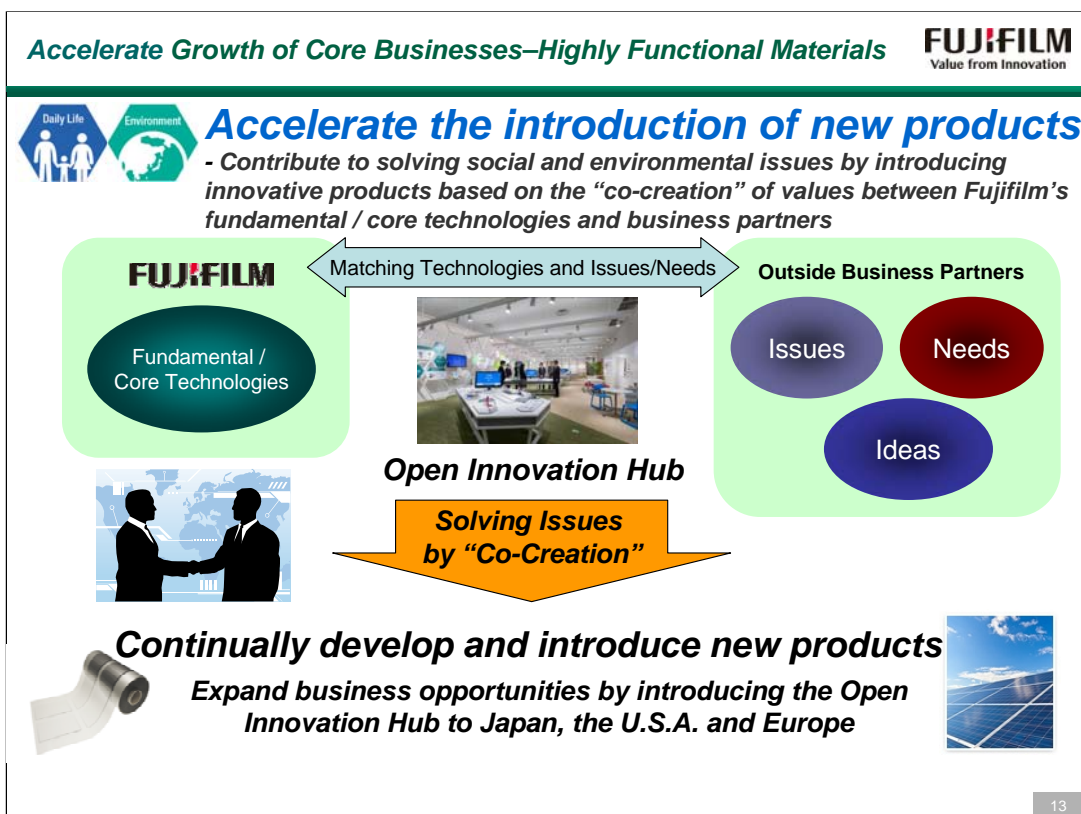 Accelerate Growth of Core Businesses–Highly Functional Materials
FUJIFILM
Value from Innovation
Daily Life
Environment
Accelerate the introduction of new products
- Contribute to solving social and environmental issues by introducing
innovative products based on the “co-creation” of values between Fujifilm’s
fundamental / core technologies and business partners
FUJIFILM
Matching Technologies and Issues/Needs
Outside Business Partners
Fundamental /
Core Technologies
Issues
Needs
Ideas
Open Innovation Hub
Solving Issues
by “Co-Creation”
Continually develop and introduce new products
Expand business opportunities by introducing the Open
Innovation Hub to Japan, the U.S.A. and Europe
13